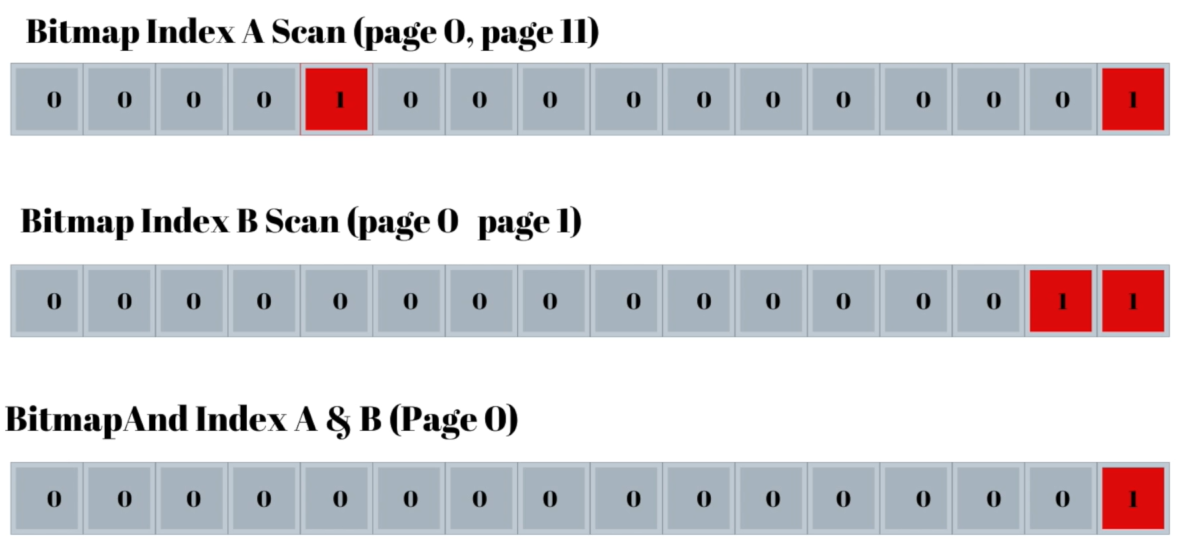 Bitmap Index A Scan (page 0, page 11)
0 0 0 0 1 0 0 0 0 0 0 0 0 0 0 1
Bitmap Index B Scan (page 0 page 1)
0 0 0 0 0 0 0 0 0 0 0 0 0 0 1 1
BitmapAnd Index A & B (Page 0)
0 0 0 0 0 0 0 0 0 0 0 0 0 0 0 1